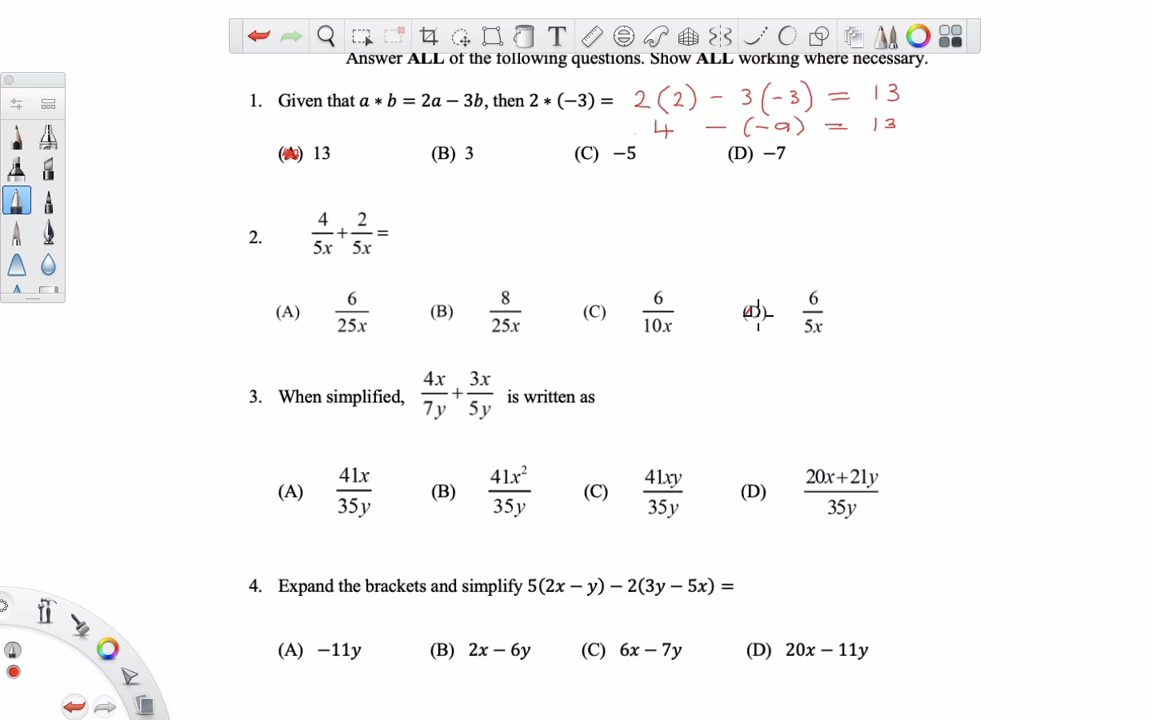 Answer ALL of the following questions. Show ALL working where necessary.
1. Given that a * b = 2a − 3b, then 2 * (−3) = 2(2) − 3(-3) = 13
4 − (-9) = 13
(A) 13 (B) 3 (C) −5 (D) −7
2. 4/5x + 2/5x =
(A) 6/25x (B) 8/25x (C) 6/10x (D) 6/5x
3. When simplified, 4x/7y + 3x/5y is written as
(A) 41x/35y (B) 41x²/35y (C) 41xy/35y (D) 20x+21y/35y
4. Expand the brackets and simplify 5(2x − y) − 2(3y − 5x) =
(A) −11y (B) 2x − 6y (C) 6x − 7y (D) 20x − 11y